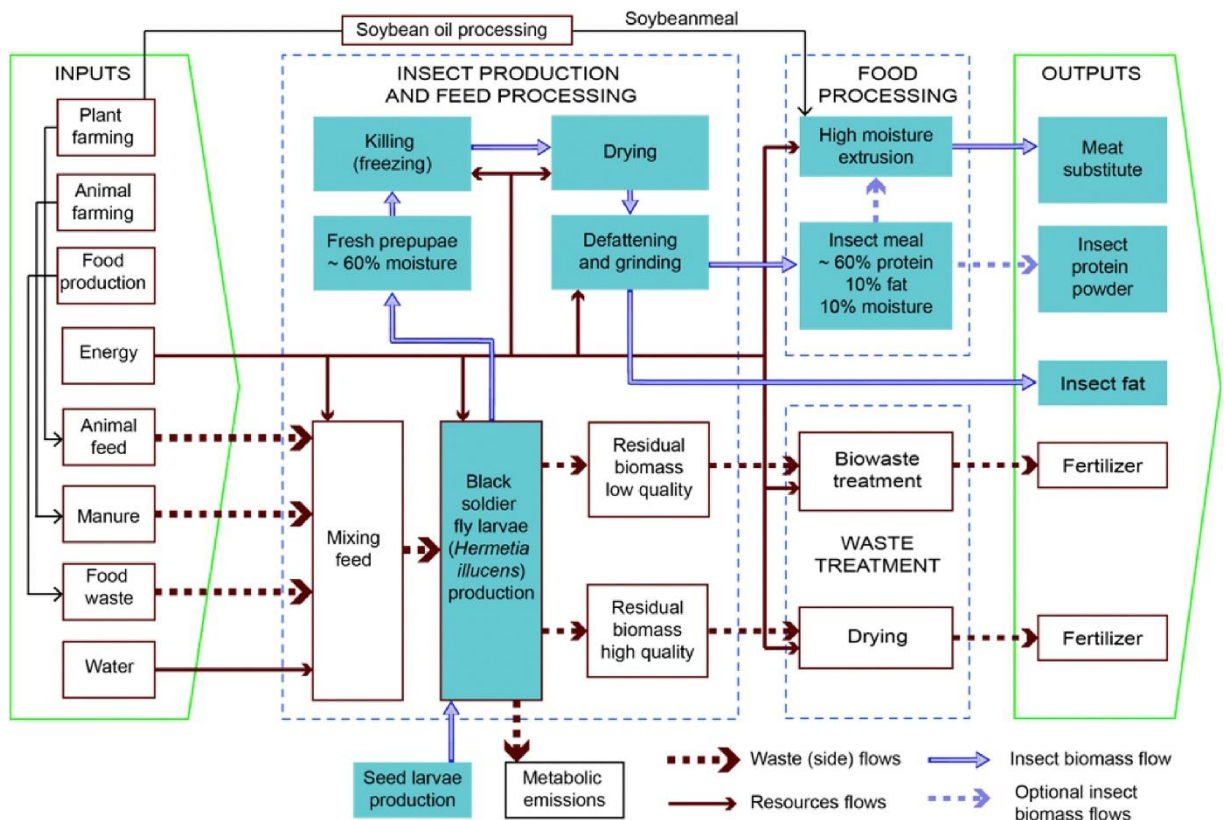 Soybean oil processing
Soybeanmeal
INPUTS
Plant
farming
Animal
farming
Food
production
Energy
Animal
feed
Manure
Food
waste
Water
INSECT PRODUCTION
AND FEED PROCESSING
Killing
(freezing)
Drying
Fresh prepupae
~ 60% moisture
Defattening
and grinding
Mixing
feed
Black
soldier
fly larvae
(Hermetia
illucens)
production
Residual
biomass
low quality
Residual
biomass
high quality
FOOD
PROCESSING
High moisture
extrusion
Insect meal
~ 60% protein
10% fat
10% moisture
Biowaste
treatment
WASTE
TREATMENT
Drying
OUTPUTS
Meat
substitute
Insect
protein
powder
Insect fat
Fertilizer
Fertilizer
Seed larvae
production
Metabolic
emissions
Waste (side) flows
Resources flows
Insect biomass flow
Optional insect
biomass flows